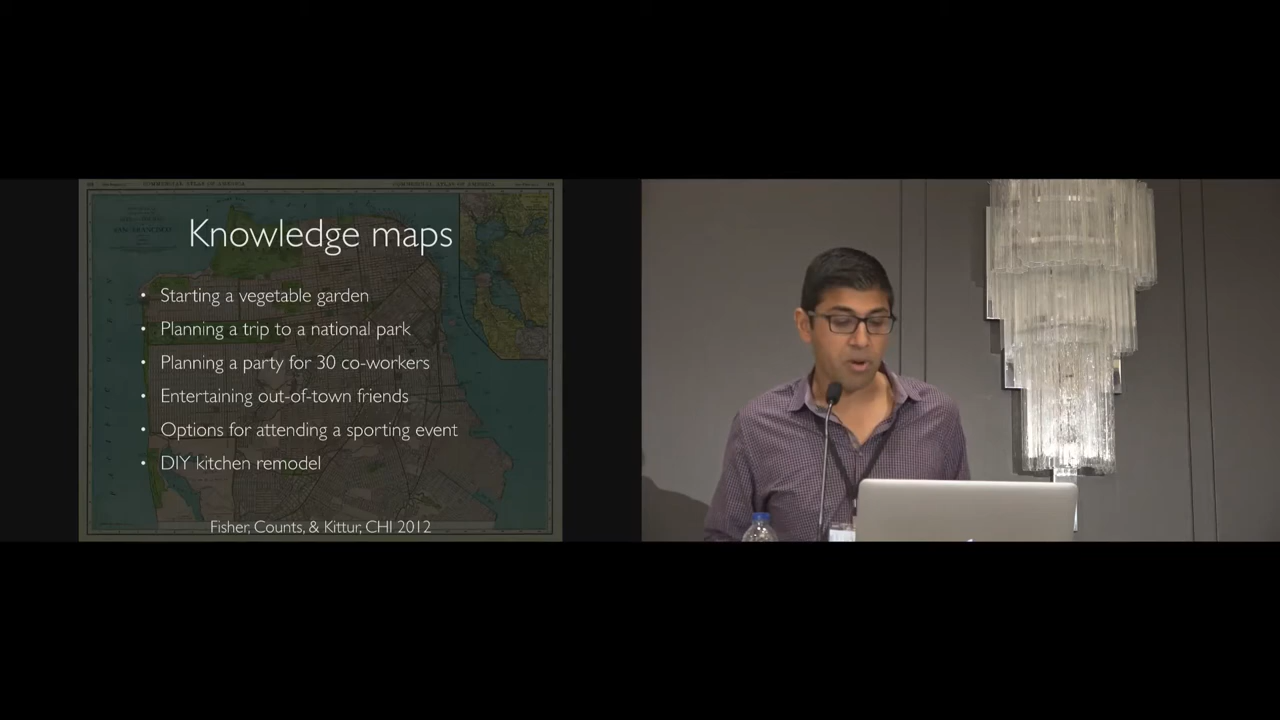 Knowledge maps
• Starting a vegetable garden
• Planning a trip to a national park
• Planning a party for 30 co-workers
• Entertaining out-of-town friends
• Options for attending a sporting event
• DIY kitchen remodel
Fisher, Counts, & Kittur, CHI 2012